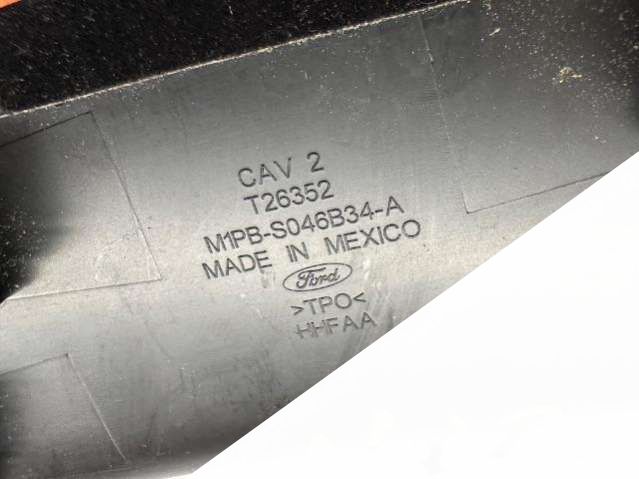 CAV 2
T26352
M1PB-S046B34-A
MADE IN MEXICO
Ford
>TPO<
HHFAA